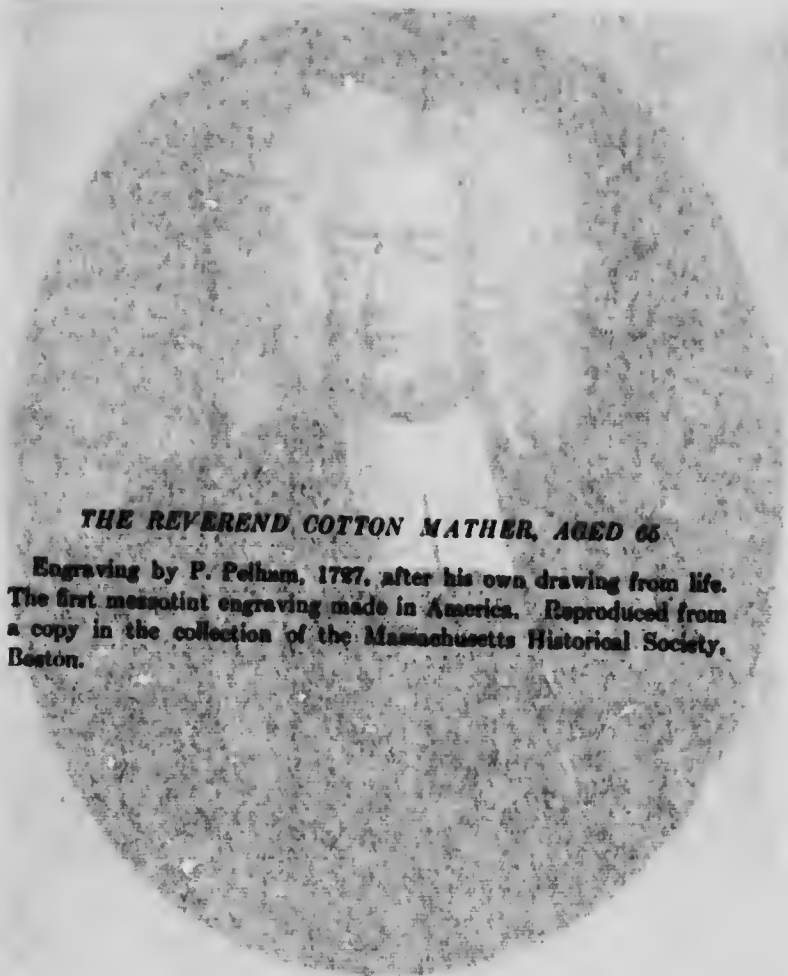 THE REVEREND COTTON MATHER, AGED 65
Engraving by P. Pelham, 1727, after his own drawing from life.
The first mezzotint engraving made in America. Reproduced from
a copy in the collection of the Massachusetts Historical Society,
Boston.